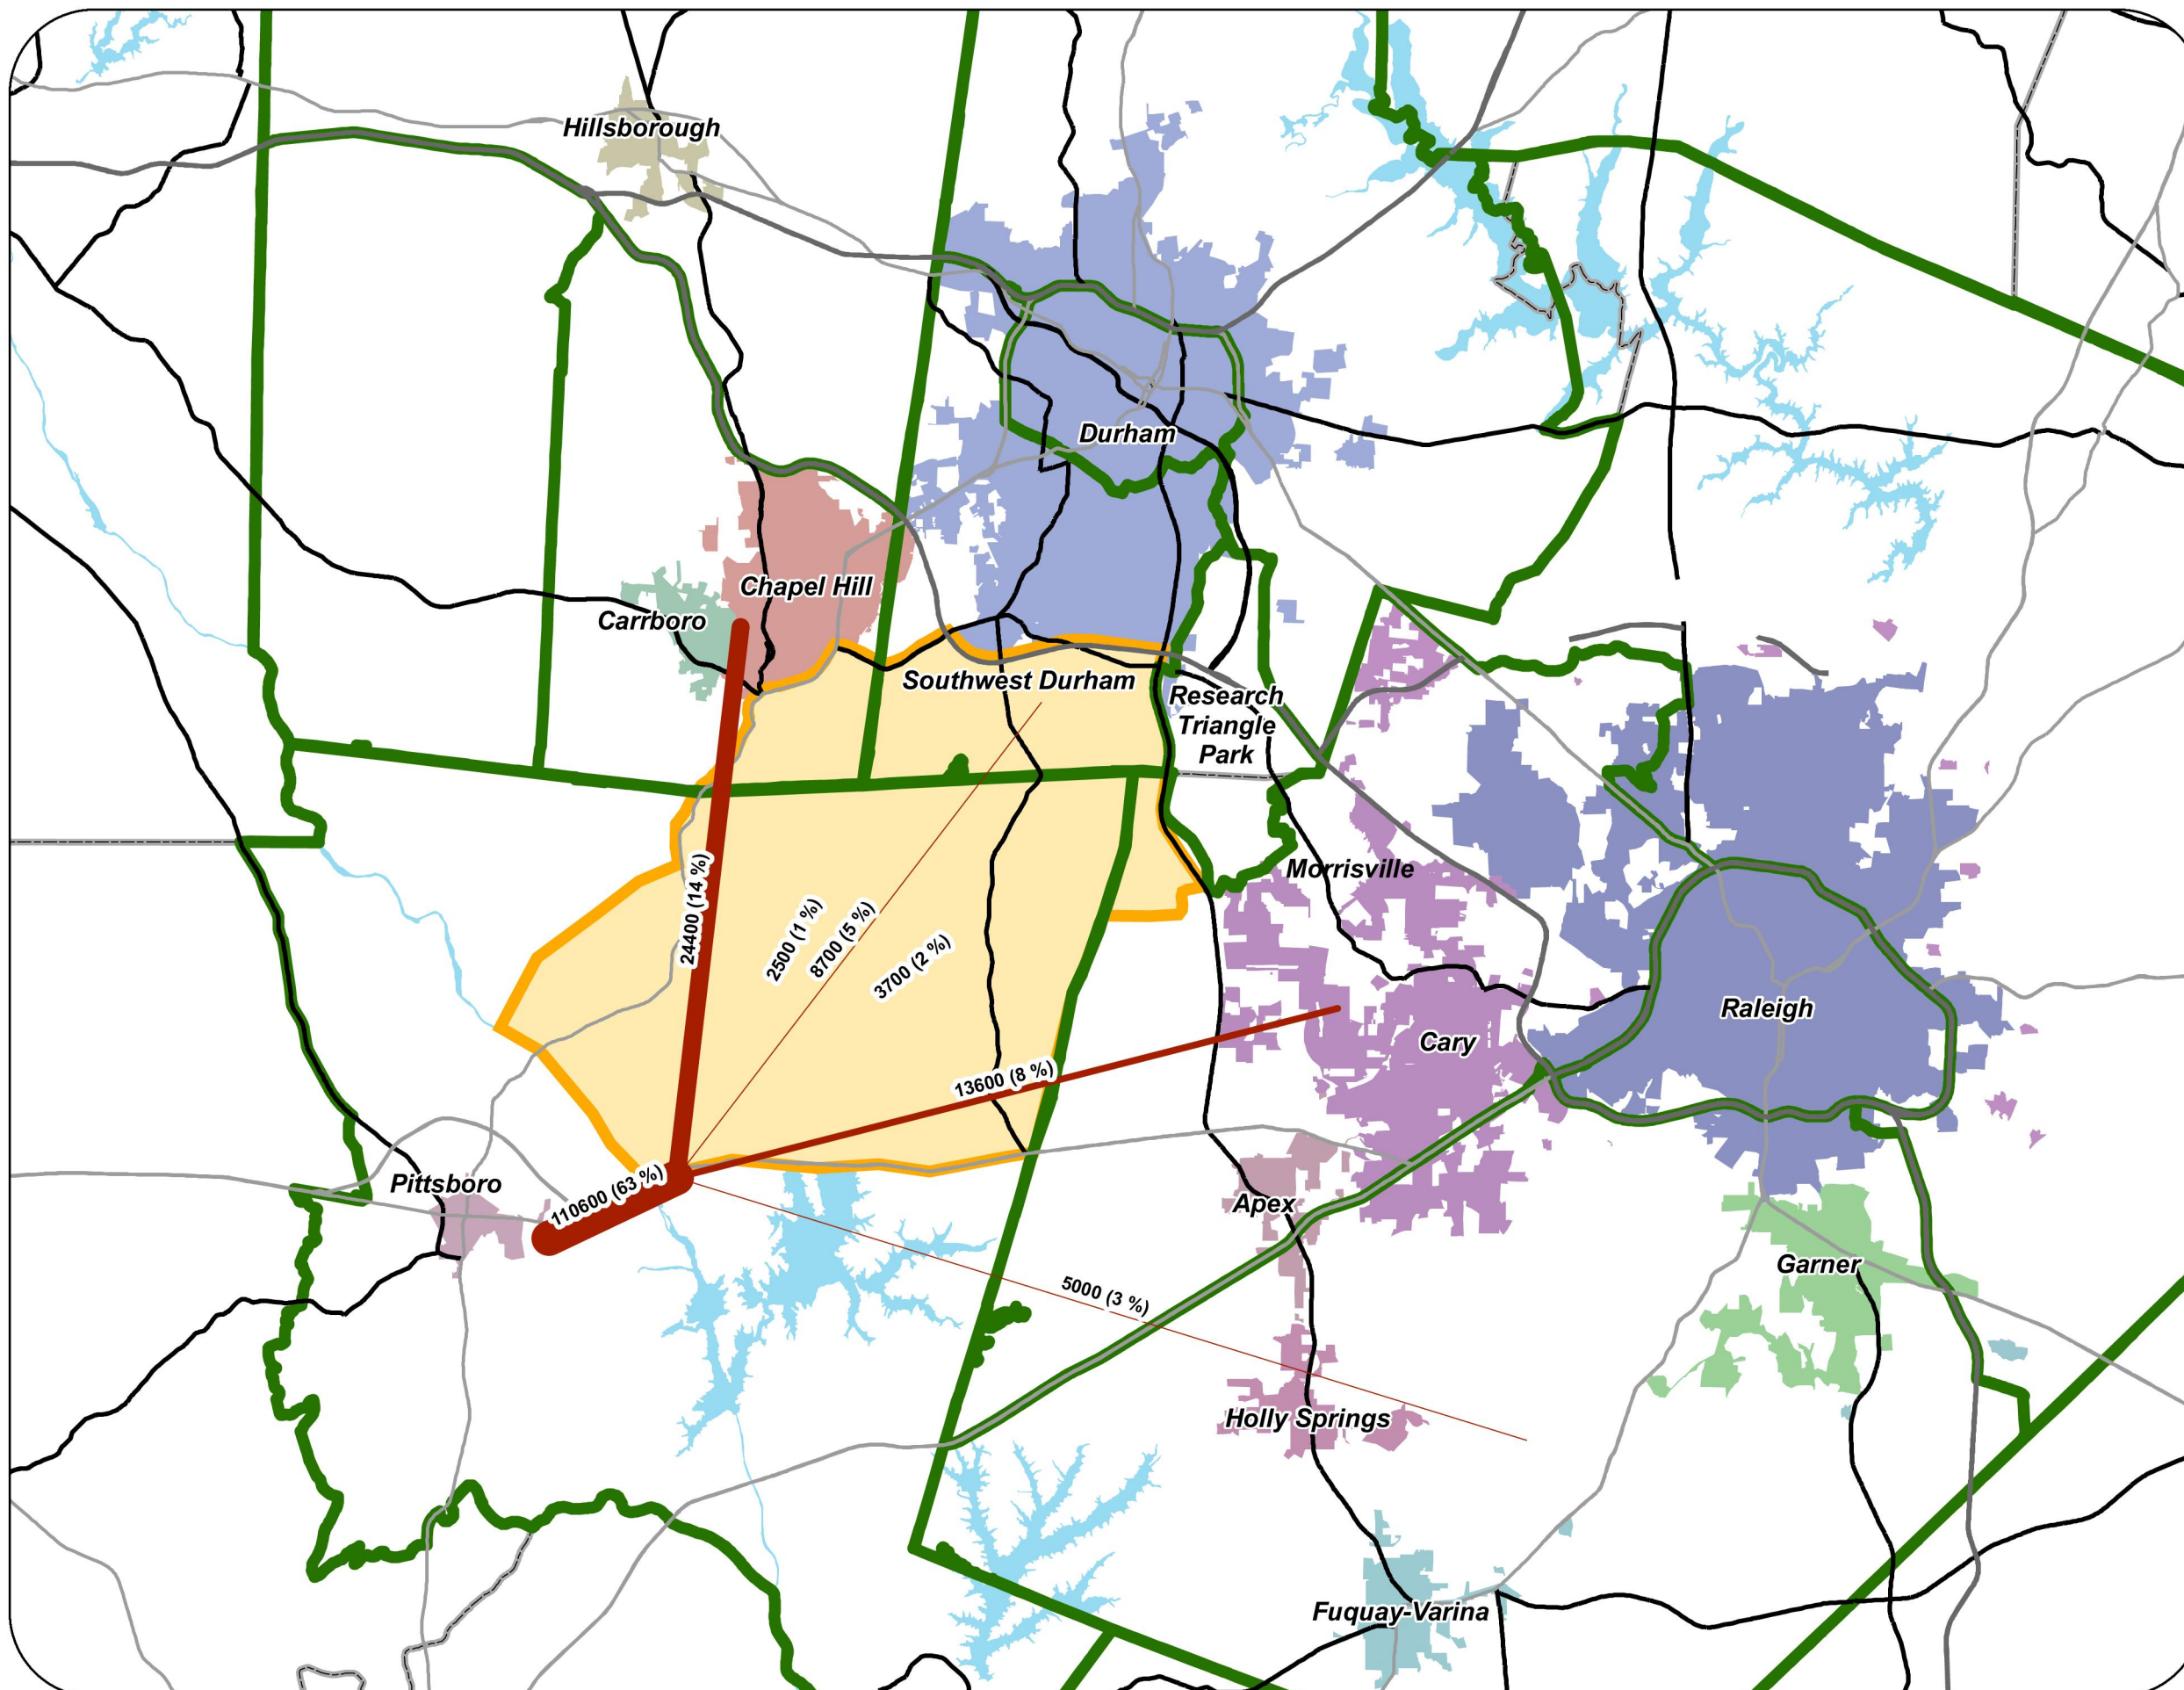 Hillsborough
Durham
Chapel Hill
Carrboro
Southwest Durham
Research
Triangle
Park
Morrisville
24400 (14 %)
2500 (1 %)
8700 (5 %)
3700 (2 %)
Raleigh
Cary
13600 (8 %)
Pittsboro
110600 (63 %)
Apex
Garner
5000 (3 %)
Holly Springs
Fuquay-Varina